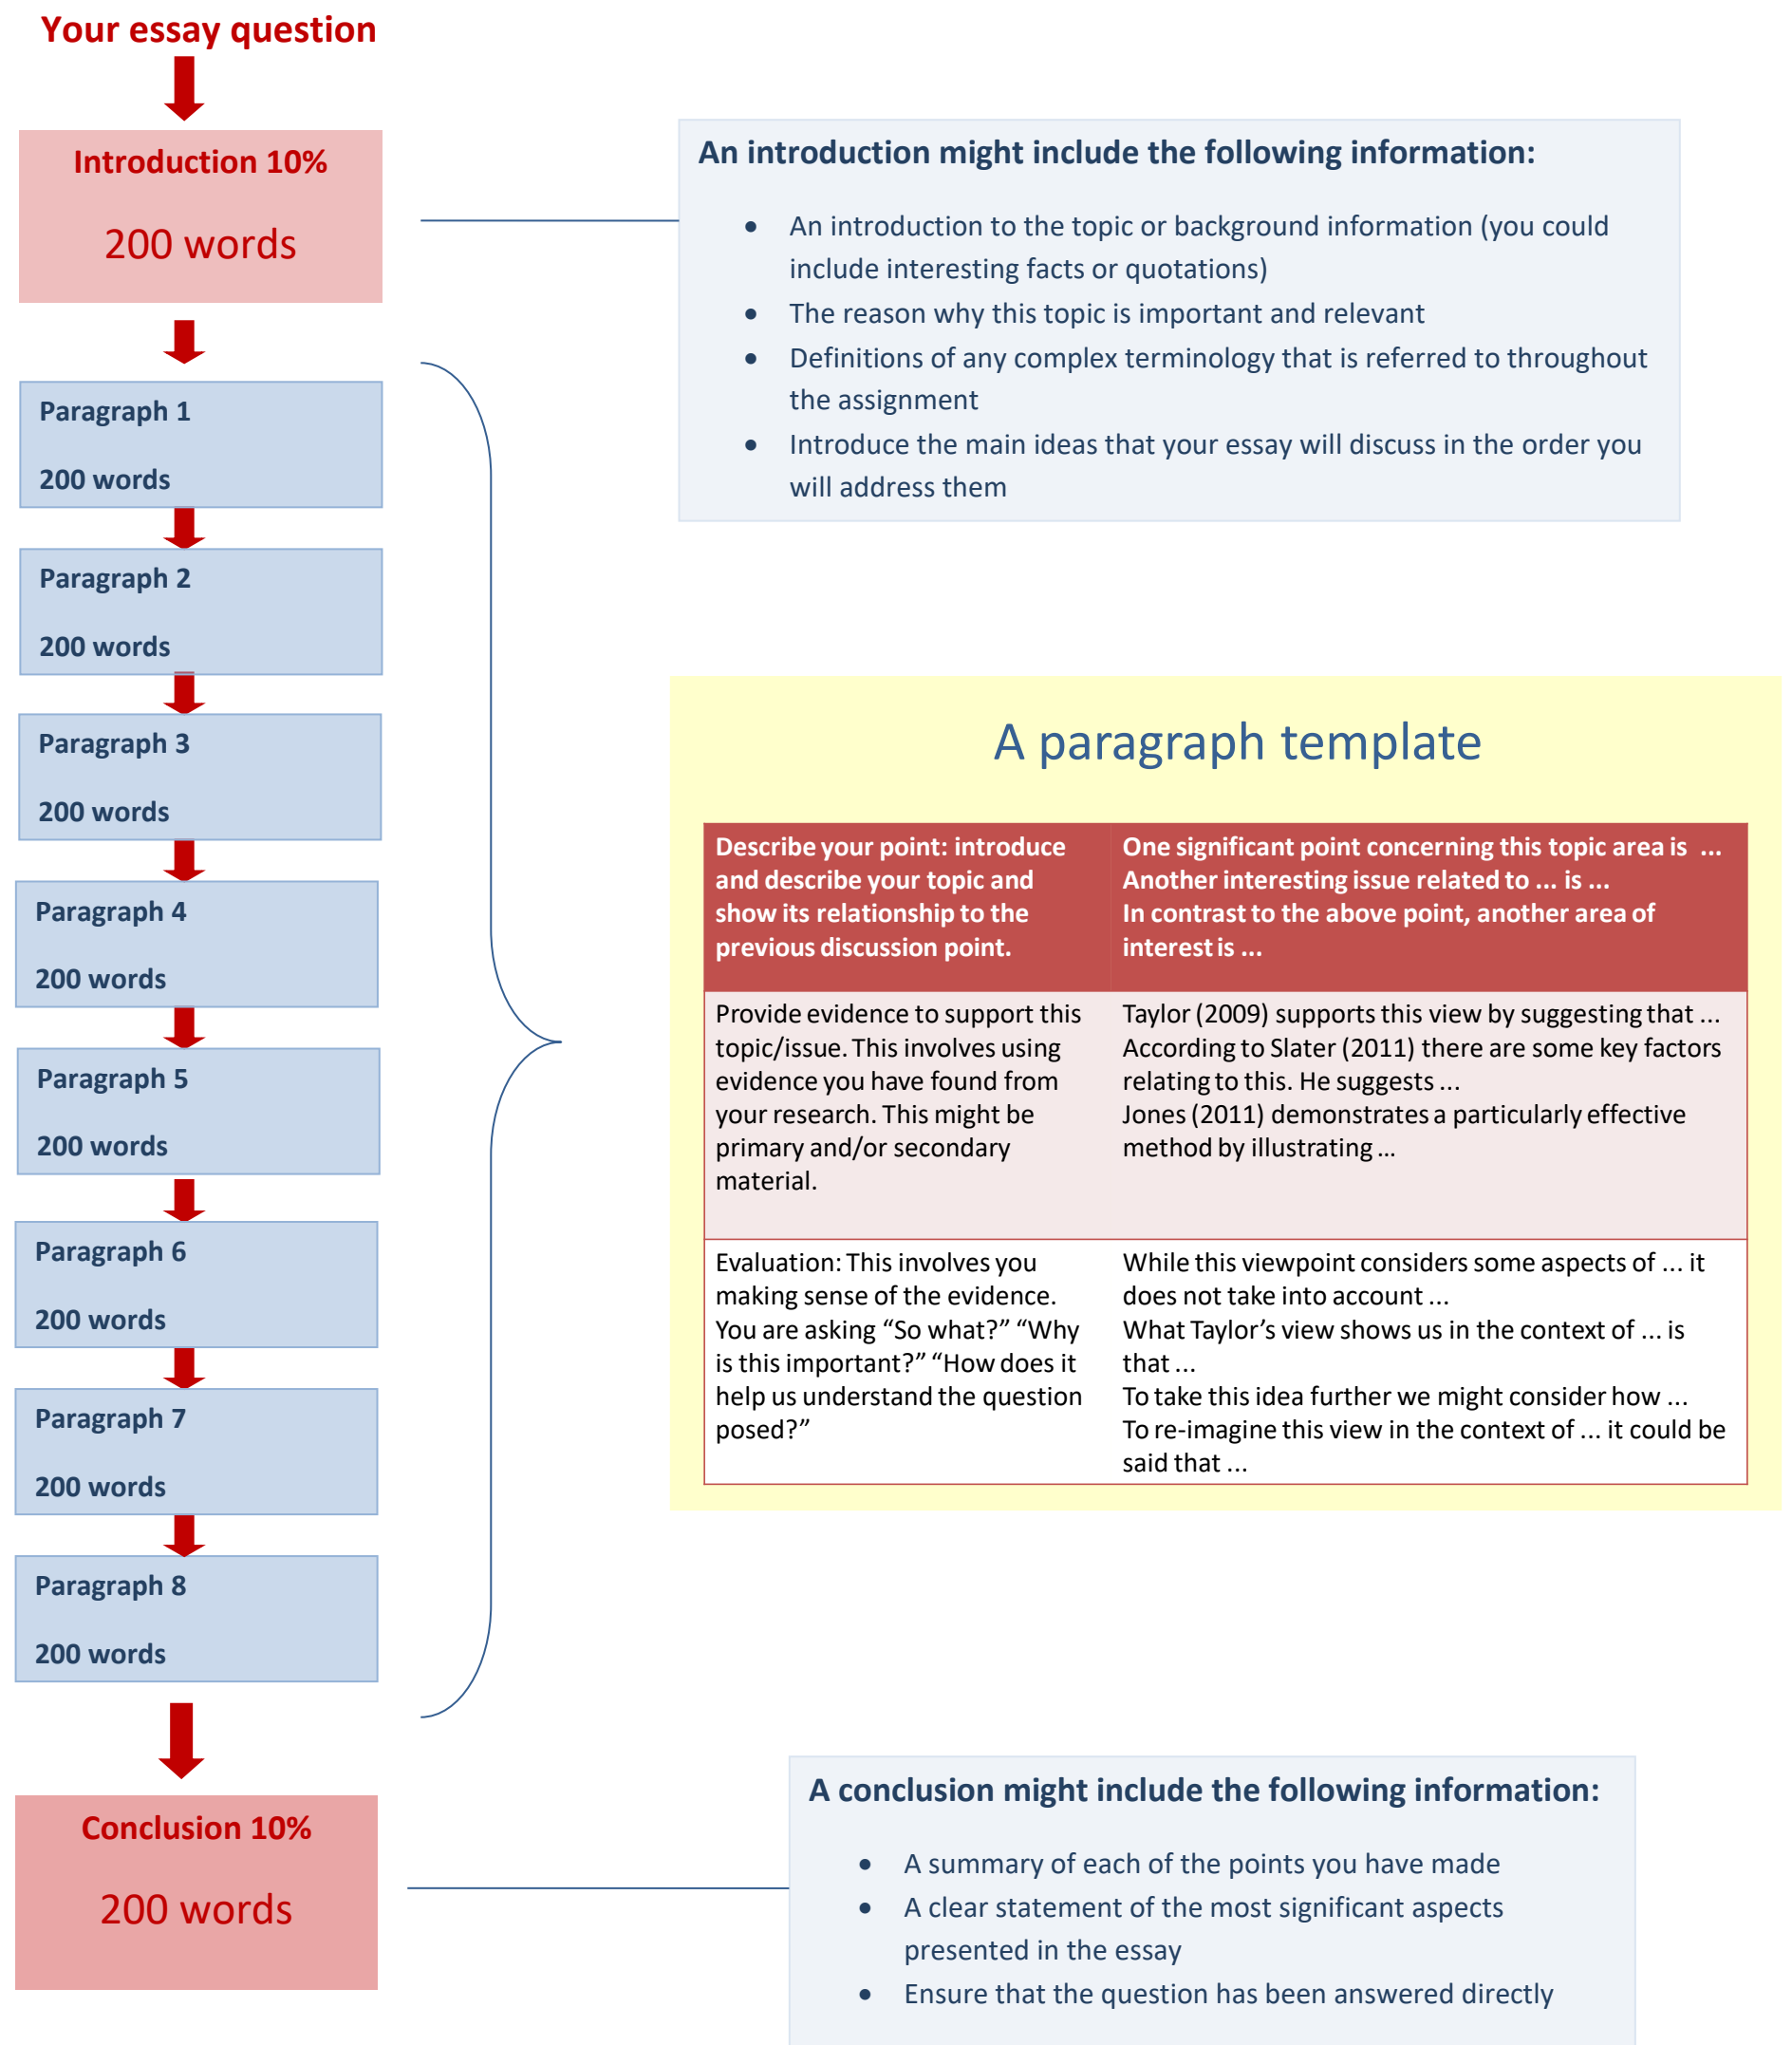 Your essay question
Introduction 10%
200 words
An introduction might include the following information:
• An introduction to the topic or background information (you could
include interesting facts or quotations)
• The reason why this topic is important and relevant
• Definitions of any complex terminology that is referred to throughout
the assignment
• Introduce the main ideas that your essay will discuss in the order you
will address them
Paragraph 1
200 words
Paragraph 2
200 words
Paragraph 3
200 words
Paragraph 4
200 words
Paragraph 5
200 words
Paragraph 6
200 words
Paragraph 7
200 words
Paragraph 8
200 words
A paragraph template
Describe your point: introduce
and describe your topic and
show its relationship to the
previous discussion point.
One significant point concerning this topic area is ...
Another interesting issue related to ... is ...
In contrast to the above point, another area of
interest is ...
Provide evidence to support this
topic/issue. This involves using
evidence you have found from
your research. This might be
primary and/or secondary
material.
Taylor (2009) supports this view by suggesting that ...
According to Slater (2011) there are some key factors
relating to this. He suggests ...
Jones (2011) demonstrates a particularly effective
method by illustrating ...
Evaluation: This involves you
making sense of the evidence.
You are asking “So what?” “Why
is this important?” “How does it
help us understand the question
posed?”
While this viewpoint considers some aspects of ... it
does not take into account ...
What Taylor’s view shows us in the context of ... is
that ...
To take this idea further we might consider how ...
To re-imagine this view in the context of ... it could be
said that ...
Conclusion 10%
200 words
A conclusion might include the following information:
• A summary of each of the points you have made
• A clear statement of the most significant aspects
presented in the essay
• Ensure that the question has been answered directly